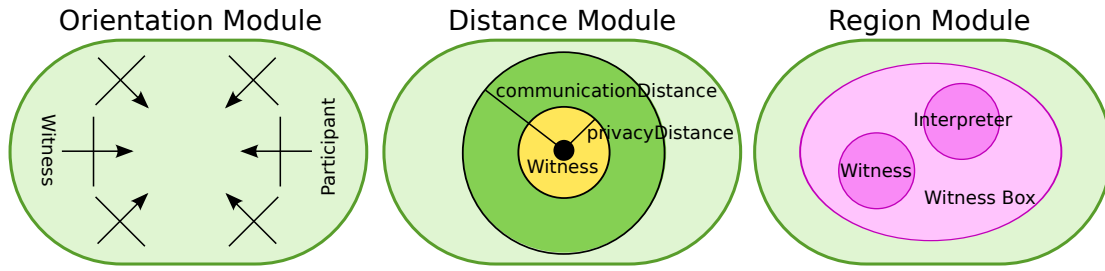 Orientation Module
Witness
Participant
Distance Module
communicationDistance
privacyDistance
Witness
Region Module
Interpreter
Witness
Witness Box